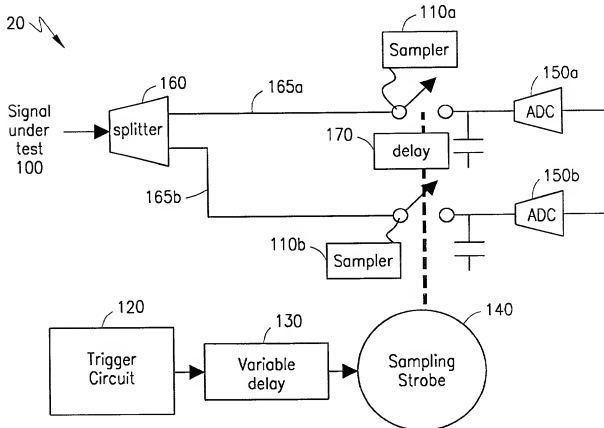 20
110a
Sampler
160
165a
150a
Signal
under
test
100
splitter
ADC
170
delay
165b
150b
ADC
110b
Sampler
120
130
140
Trigger
Circuit
Variable
delay
Sampling
Strobe